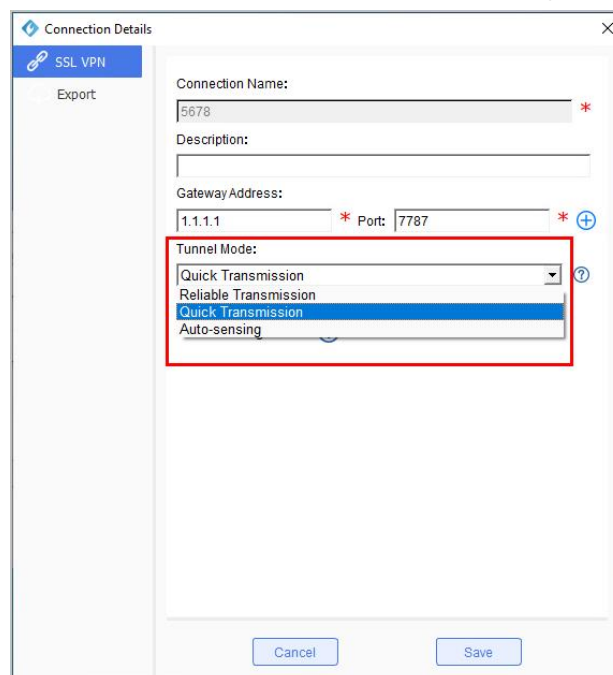 Connection Details
SSL VPN
Export
Connection Name:
5678 *
Description:
Gateway Address:
1.1.1.1 * Port: 7787 *
Tunnel Mode:
Quick Transmission
Reliable Transmission
Quick Transmission
Auto-sensing
Cancel
Save